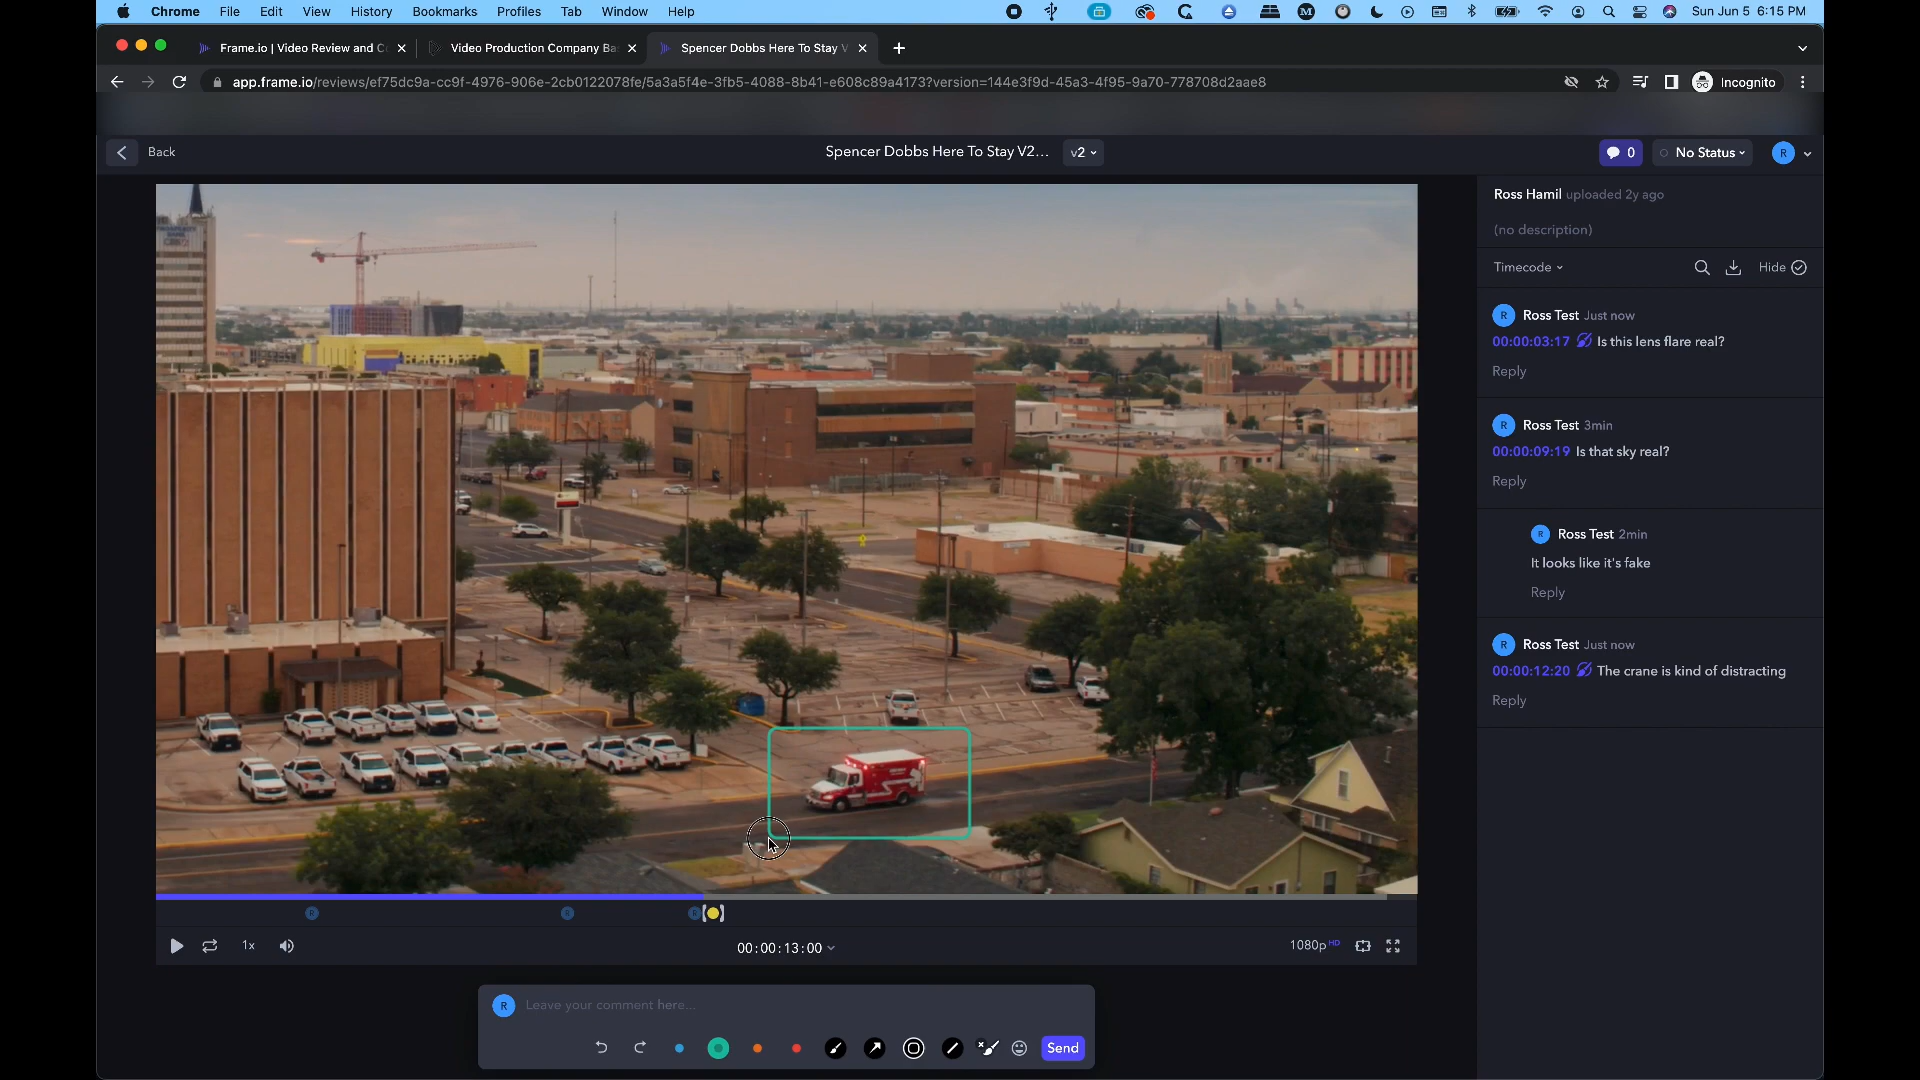 Chrome File Edit View History Bookmarks Profiles Tab Window Help Sun Jun 5 6:15 PM
Frame.io | Video Review and C Video Production Company Ba Spencer Dobbs Here To Stay V
app.frame.io/reviews/ef75dc9a-cc9f-4976-906e-2cb0122078fe/5a3a5f4e-3fb5-4088-8b41-e608c89a4173?version=144e3f9d-45a3-4f95-9a70-778708d2aae8 Incognito
Back Spencer Dobbs Here To Stay V2... v2 0 No Status R
Ross Hamil uploaded 2y ago
(no description)
Timecode Hide
R Ross Test Just now
00:00:03:17 Is this lens flare real?
Reply
R Ross Test 3min
00:00:09:19 Is that sky real?
Reply
R Ross Test 2min
It looks like it's fake
Reply
R Ross Test Just now
00:00:12:20 The crane is kind of distracting
Reply
R R R
1x 00:00:13:00 1080p HD
R Leave your comment here...
Send